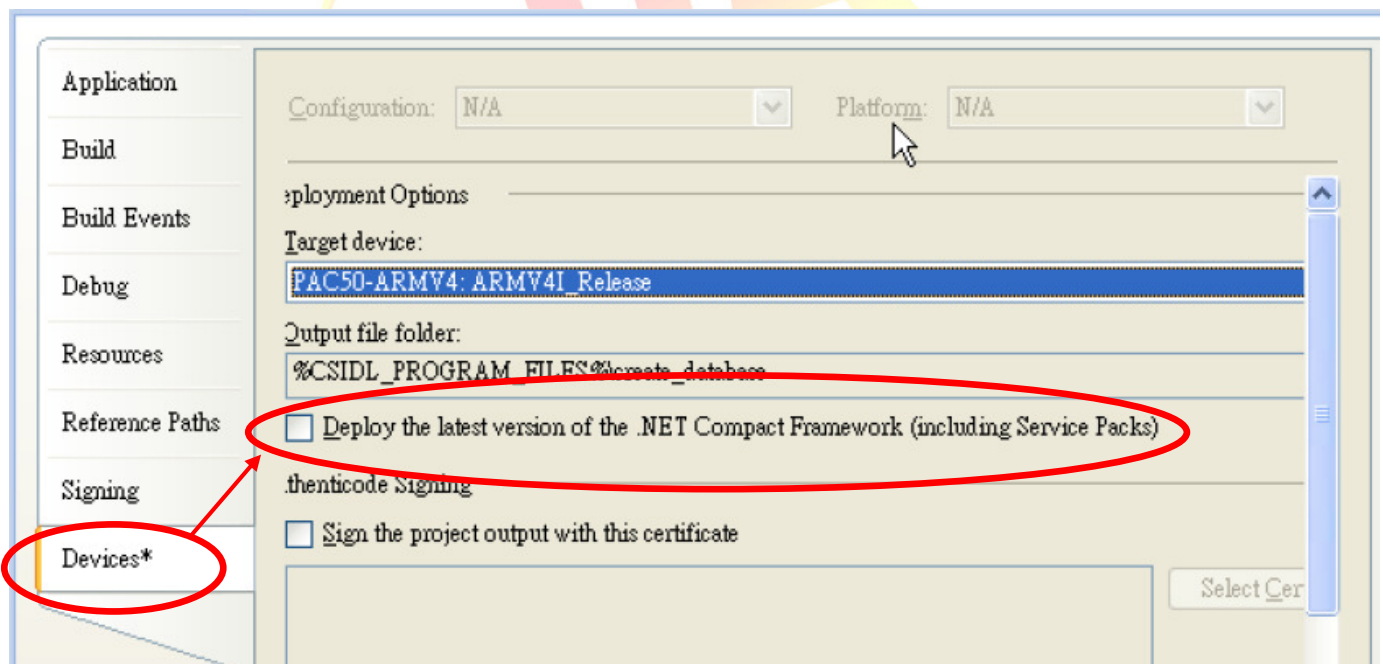 Application
Build
Build Events
Debug
Resources
Reference Paths
Signing
Devices*
Configuration: N/A Platform: N/A
eployment Options
Target device:
PAC50-ARMV4: ARMV4I_Release
Output file folder:
%CSIDL_PROGRAM_FILES%\create_database
Deploy the latest version of the .NET Compact Framework (including Service Packs)
thenticode Signing
Sign the project output with this certificate
Select Cer